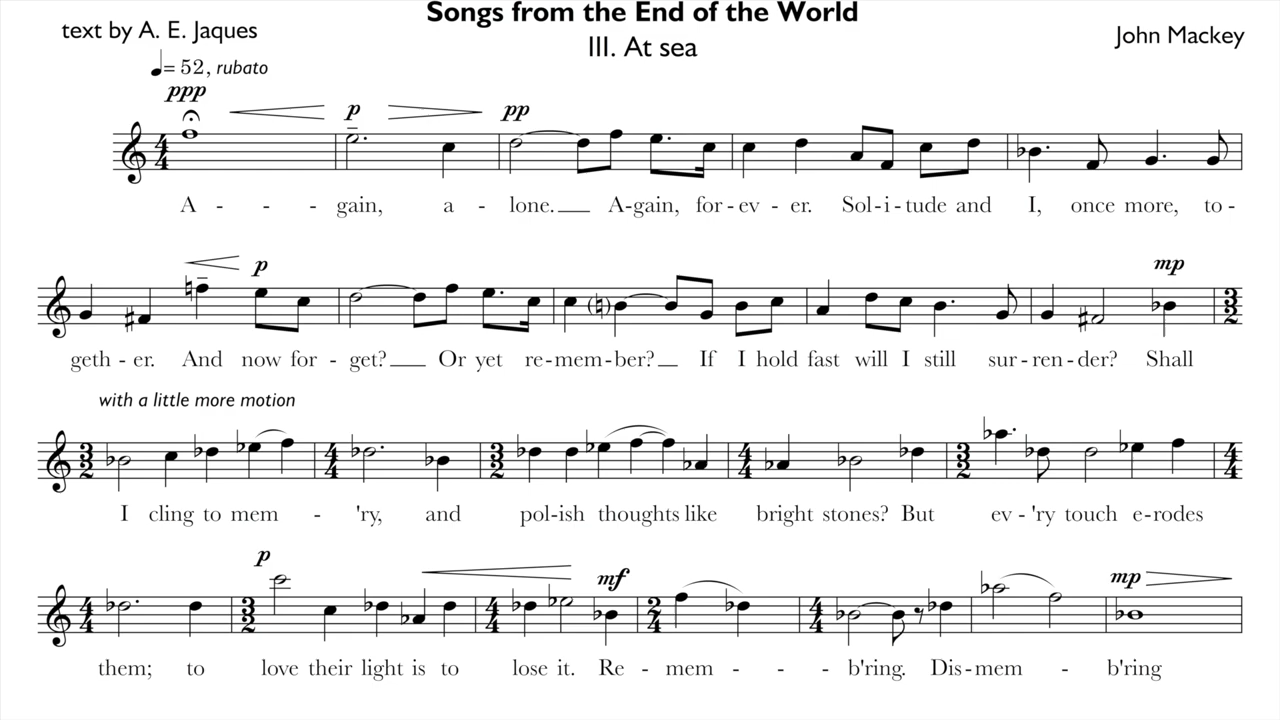 Songs from the End of the World
text by A. E. Jaques
III. At sea
John Mackey
= 52, rubato
ppp p pp
A - - - gain, a - lone. A-gain, for-ev - er. Sol-i-tude and I, once more, to-
p mp
geth - er. And now for - get? Or yet re-mem-ber? If I hold fast will I still sur-ren-der? Shall
with a little more motion
I cling to mem - 'ry, and pol-ish thoughts like bright stones? But ev-'ry touch e-rodes
p mf mp
them; to love their light is to lose it. Re - mem - - - b'ring. Dis-mem - b'ring